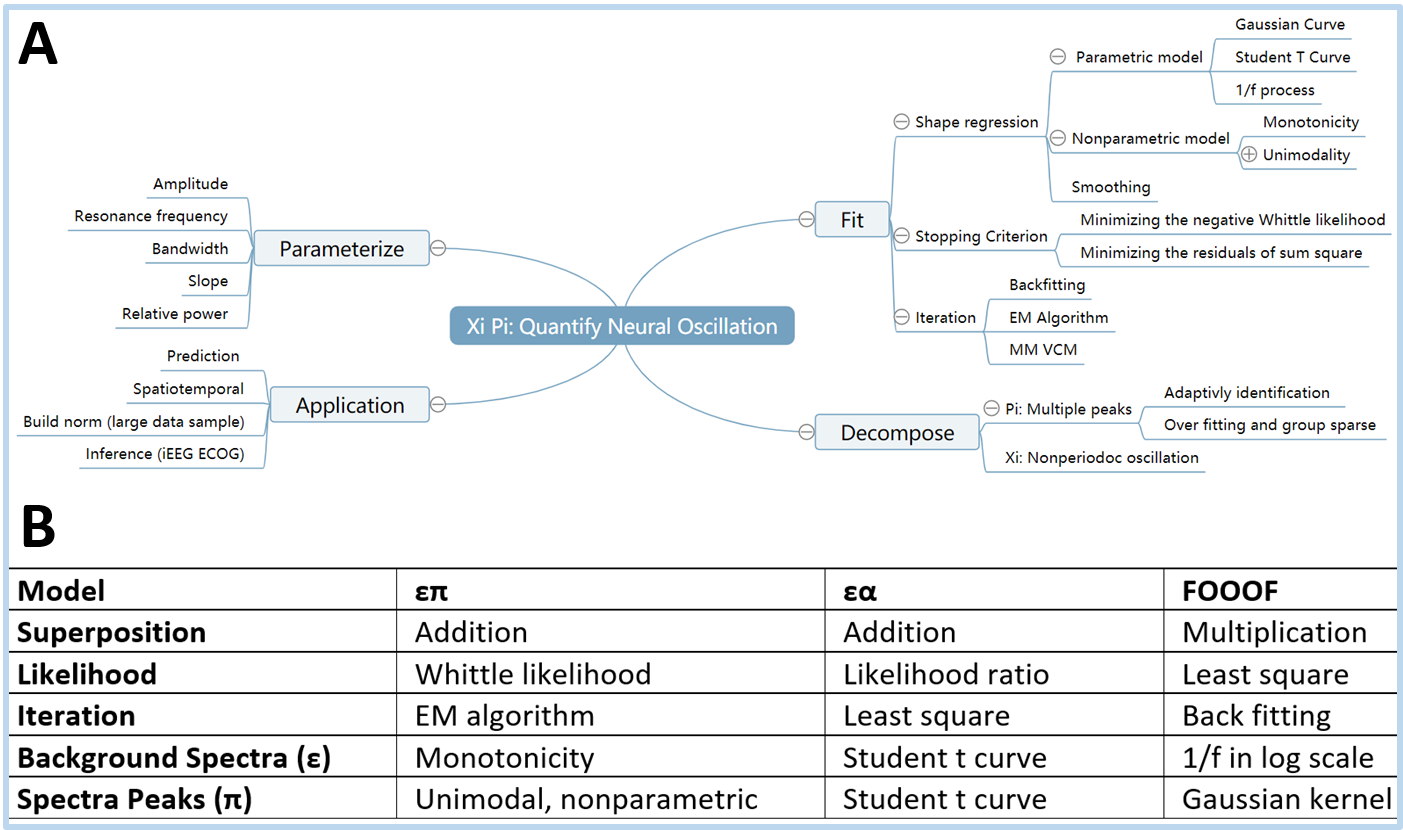 A
Xi Pi: Quantify Neural Oscillation
Parameterize
Amplitude
Resonance frequency
Bandwidth
Slope
Relative power
Application
Prediction
Spatiotemporal
Build norm (large data sample)
Inference (iEEG ECOG)
Fit
Shape regression
Parametric model
Gaussian Curve
Student T Curve
1/f process
Nonparametric model
Monotonicity
Unimodality
Smoothing
Stopping Criterion
Minimizing the negative Whittle likelihood
Minimizing the residuals of sum square
Iteration
Backfitting
EM Algorithm
MM VCM
Decompose
Pi: Multiple peaks
Adaptivly identification
Over fitting and group sparse
Xi: Nonperiodoc oscillation
B
Model επ εα FOOOF
Superposition Addition Addition Multiplication
Likelihood Whittle likelihood Likelihood ratio Least square
Iteration EM algorithm Least square Back fitting
Background Spectra (ε) Monotonicity Student t curve 1/f in log scale
Spectra Peaks (π) Unimodal, nonparametric Student t curve Gaussian kernel